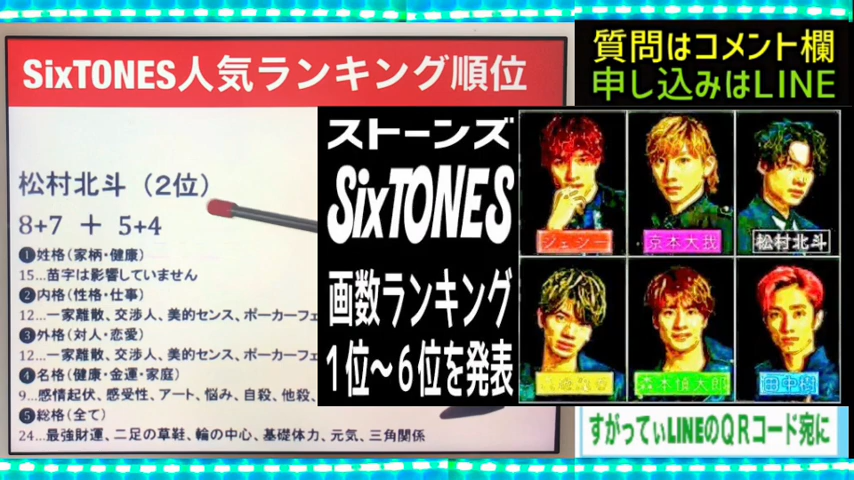 SixTONES人気ランキング順位
質問はコメント欄
申し込みはLINE
松村北斗（2位）
8+7 ＋ 5+4
❶姓格（家柄・健康）
15…苗字は影響していません
❷内格（性格・仕事）
12…一家離散、交渉人、美的センス、ポーカーフェ
❸外格（対人・恋愛）
12…一家離散、交渉人、美的センス、ポーカーフェ
❹名格（健康・金運・家庭）
9…感情起伏、感受性、アート、悩み、自殺、他殺、
❺総格（全て）
24…最強財運、二足の草鞋、輪の中心、基礎体力、元気、三角関係
ストーンズ
SixTONES
画数ランキング
1位〜6位を発表
ジェシー
京本大我
松村北斗
森本慎太郎
田中樹
すがってぃLINEのQRコード宛に